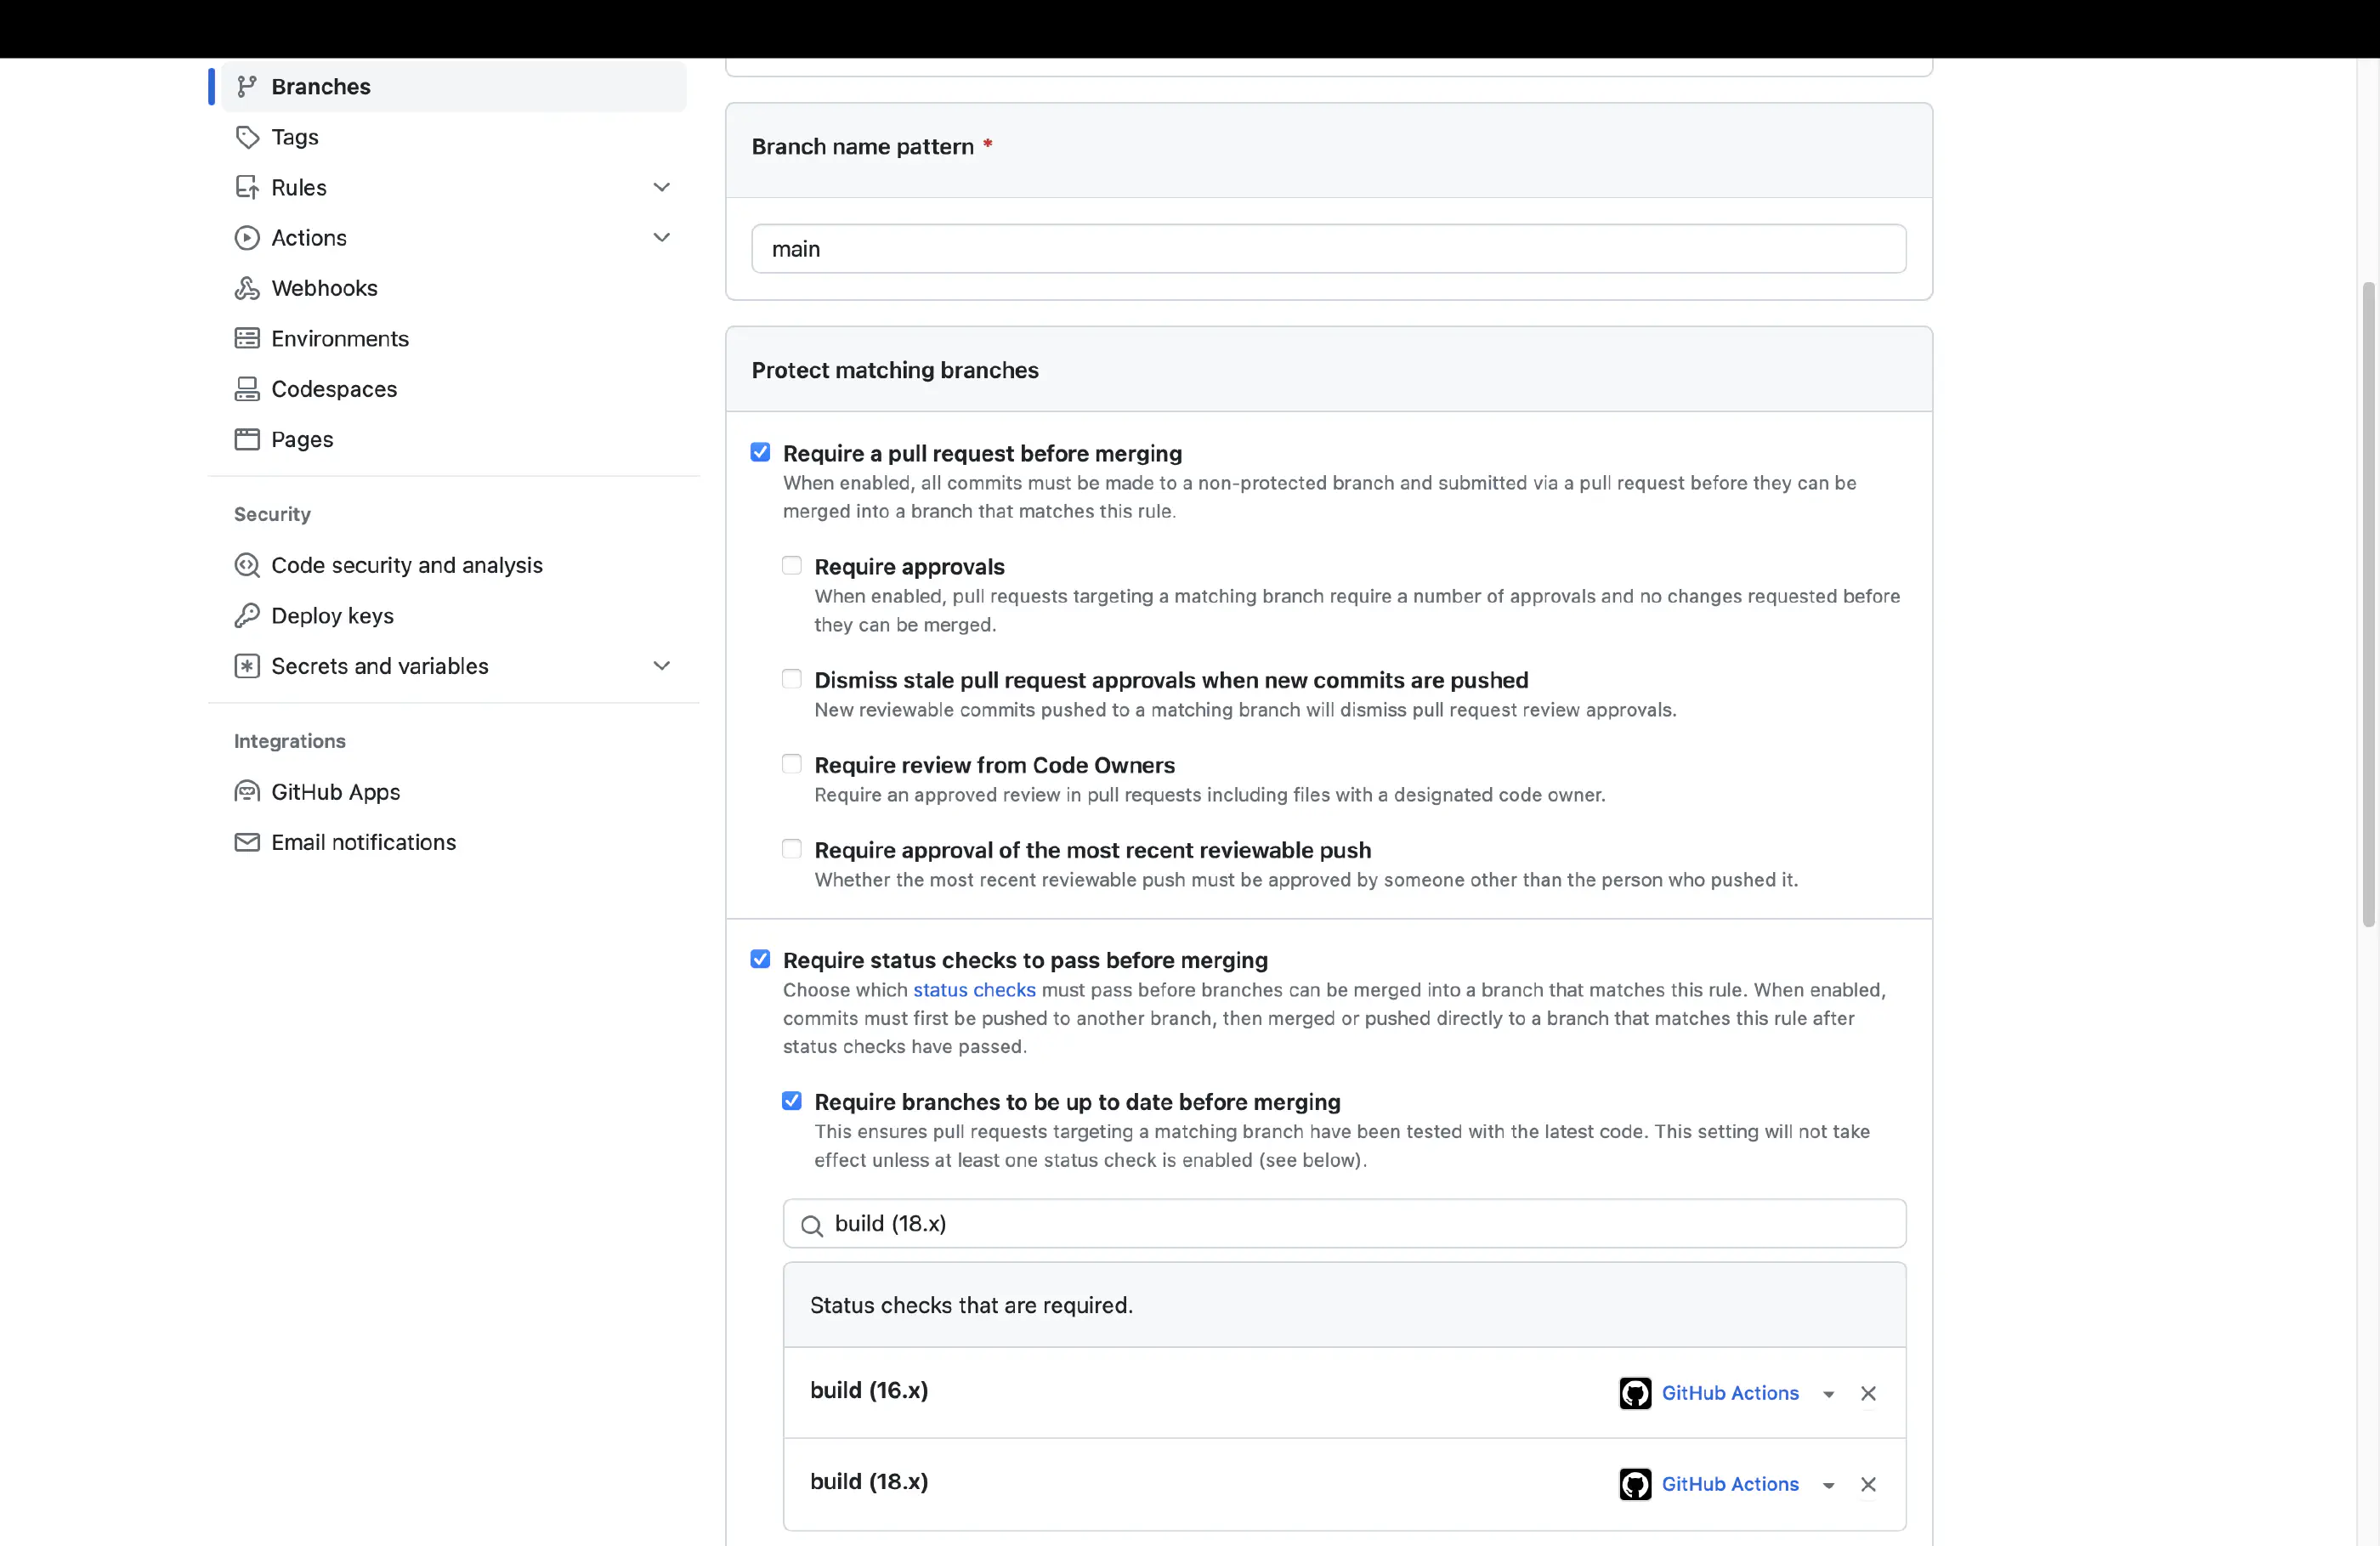 Branches
Tags
Rules
Actions
Webhooks
Environments
Codespaces
Pages
Security
Code security and analysis
Deploy keys
Secrets and variables
Integrations
GitHub Apps
Email notifications
Branch name pattern *
main
Protect matching branches
Require a pull request before merging
When enabled, all commits must be made to a non-protected branch and submitted via a pull request before they can be
merged into a branch that matches this rule.
Require approvals
When enabled, pull requests targeting a matching branch require a number of approvals and no changes requested before
they can be merged.
Dismiss stale pull request approvals when new commits are pushed
New reviewable commits pushed to a matching branch will dismiss pull request review approvals.
Require review from Code Owners
Require an approved review in pull requests including files with a designated code owner.
Require approval of the most recent reviewable push
Whether the most recent reviewable push must be approved by someone other than the person who pushed it.
Require status checks to pass before merging
Choose which status checks must pass before branches can be merged into a branch that matches this rule. When enabled,
commits must first be pushed to another branch, then merged or pushed directly to a branch that matches this rule after
status checks have passed.
Require branches to be up to date before merging
This ensures pull requests targeting a matching branch have been tested with the latest code. This setting will not take
effect unless at least one status check is enabled (see below).
build (18.x)
Status checks that are required.
build (16.x) GitHub Actions
build (18.x) GitHub Actions